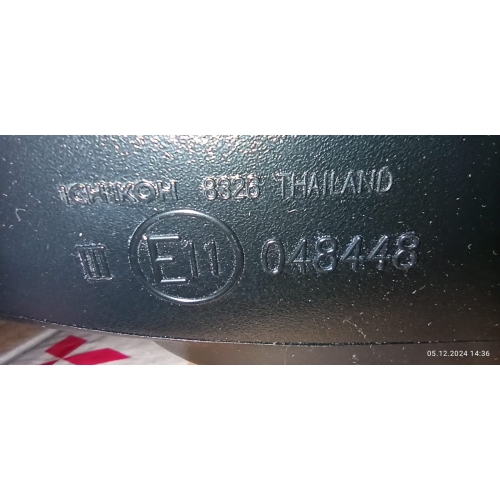 ICHIKOH 8326 THAILAND
III E11 048448
05.12.2024 14:36